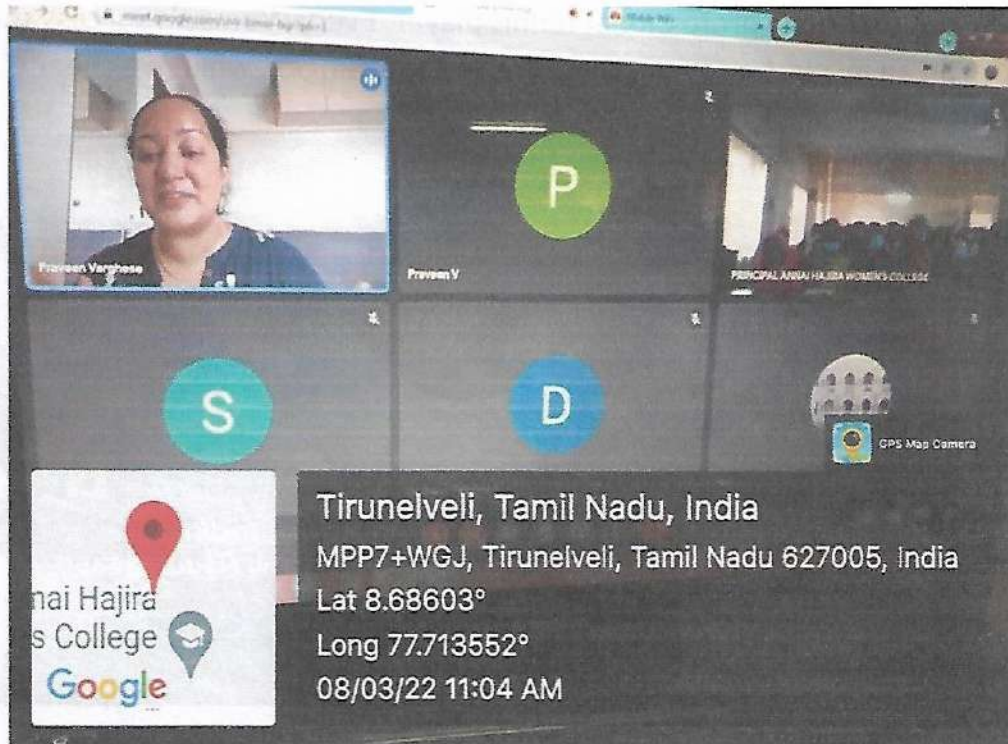 Praveen Varghese
P
Praveen V
PRINCIPAL ANNAI HAJIRA WOMEN'S COLLEGE
S
D
GPS Map Camera
Tirunelveli, Tamil Nadu, India
MPP7+WGJ, Tirunelveli, Tamil Nadu 627005, India
Lat 8.68603°
Long 77.713552°
08/03/22 11:04 AM
nai Hajira
s College
Google